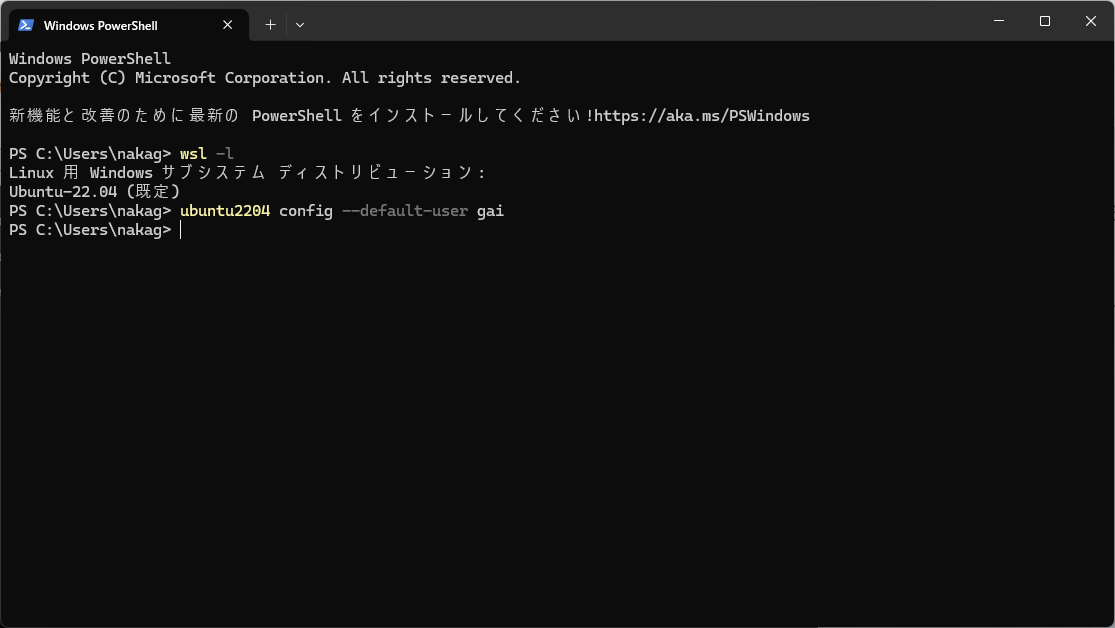 Windows PowerShell
Windows PowerShell
Copyright (C) Microsoft Corporation. All rights reserved.
新機能と改善のために最新の PowerShell をインストールしてください!https://aka.ms/PSWindows
PS C:\Users\nakag> wsl -l
Linux 用 Windows サブシステム ディストリビューション:
Ubuntu-22.04 (既定)
PS C:\Users\nakag> ubuntu2204 config --default-user gai
PS C:\Users\nakag>